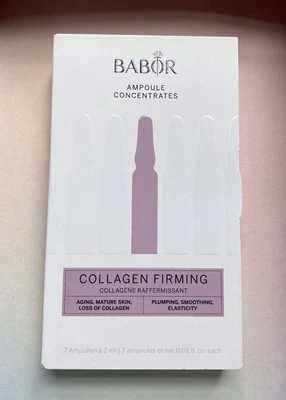 BABOR
AMPOULE
CONCENTRATES
COLLAGEN FIRMING
COLLAGÈNE RAFFERMISSANT
AGING, MATURE SKIN,
LOSS OF COLLAGEN
PLUMPING, SMOOTHING,
ELASTICITY
7 Ampullen à 2 ml | 7 ampoules of net 0.06 fl. oz. each